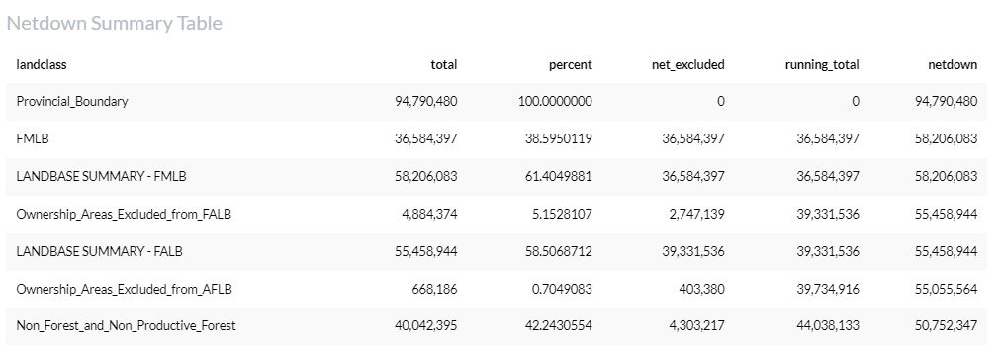 Netdown Summary Table
landclass total percent net_excluded running_total netdown
Provincial_Boundary 94,790,480 100.0000000 0 0 94,790,480
FMLB 36,584,397 38.5950119 36,584,397 36,584,397 58,206,083
LANDBASE SUMMARY - FMLB 58,206,083 61.4049881 36,584,397 36,584,397 58,206,083
Ownership_Areas_Excluded_from_FALB 4,884,374 5.1528107 2,747,139 39,331,536 55,458,944
LANDBASE SUMMARY - FALB 55,458,944 58.5068712 39,331,536 39,331,536 55,458,944
Ownership_Areas_Excluded_from_AFLB 668,186 0.7049083 403,380 39,734,916 55,055,564
Non_Forest_and_Non_Productive_Forest 40,042,395 42.2430554 4,303,217 44,038,133 50,752,347